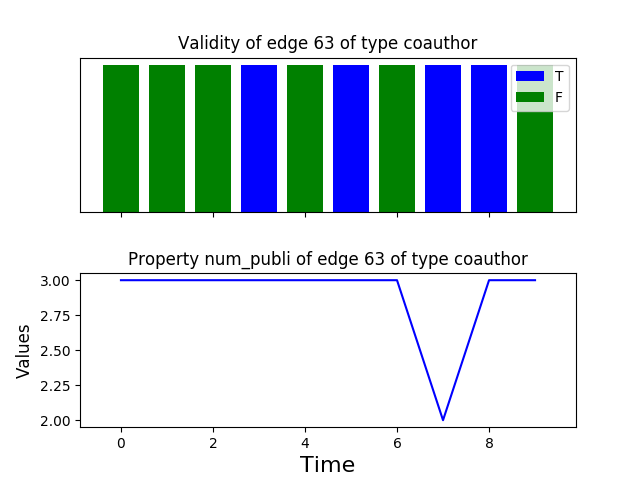 Validity of edge 63 of type coauthor
T
F
Property num_publi of edge 63 of type coauthor
3.00
2.75
2.50
2.25
2.00
Values
0 2 4 6 8
Time